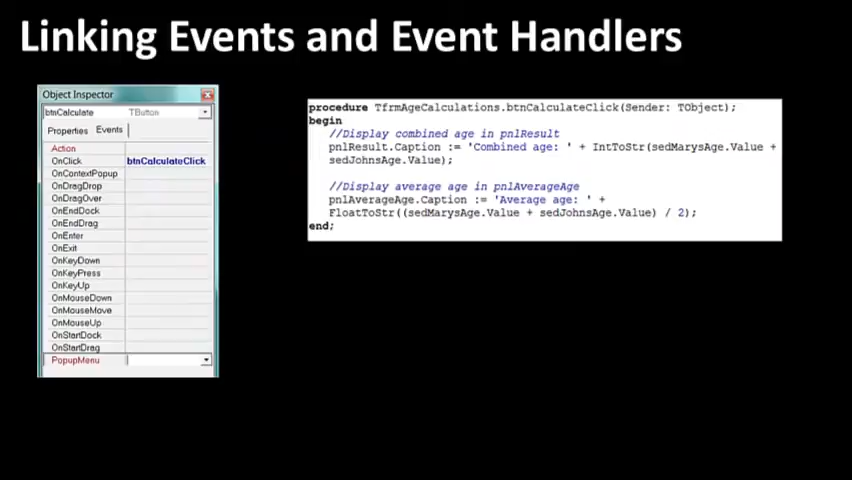 Linking Events and Event Handlers
Object Inspector
btnCalculate TButton
Properties Events
Action
OnClick btnCalculateClick
OnContextPopup
OnDragDrop
OnDragOver
OnEndDock
OnEndDrag
OnEnter
OnExit
OnKeyDown
OnKeyPress
OnKeyUp
OnMouseDown
OnMouseMove
OnMouseUp
OnStartDock
OnStartDrag
PopupMenu
procedure TfrmAgeCalculations.btnCalculateClick(Sender: TObject);
begin
//Display combined age in pnlResult
pnlResult.Caption := 'Combined age: ' + IntToStr(sedMarysAge.Value +
sedJohnsAge.Value);
//Display average age in pnlAverageAge
pnlAverageAge.Caption := 'Average age: ' +
FloatToStr((sedMarysAge.Value + sedJohnsAge.Value) / 2);
end;